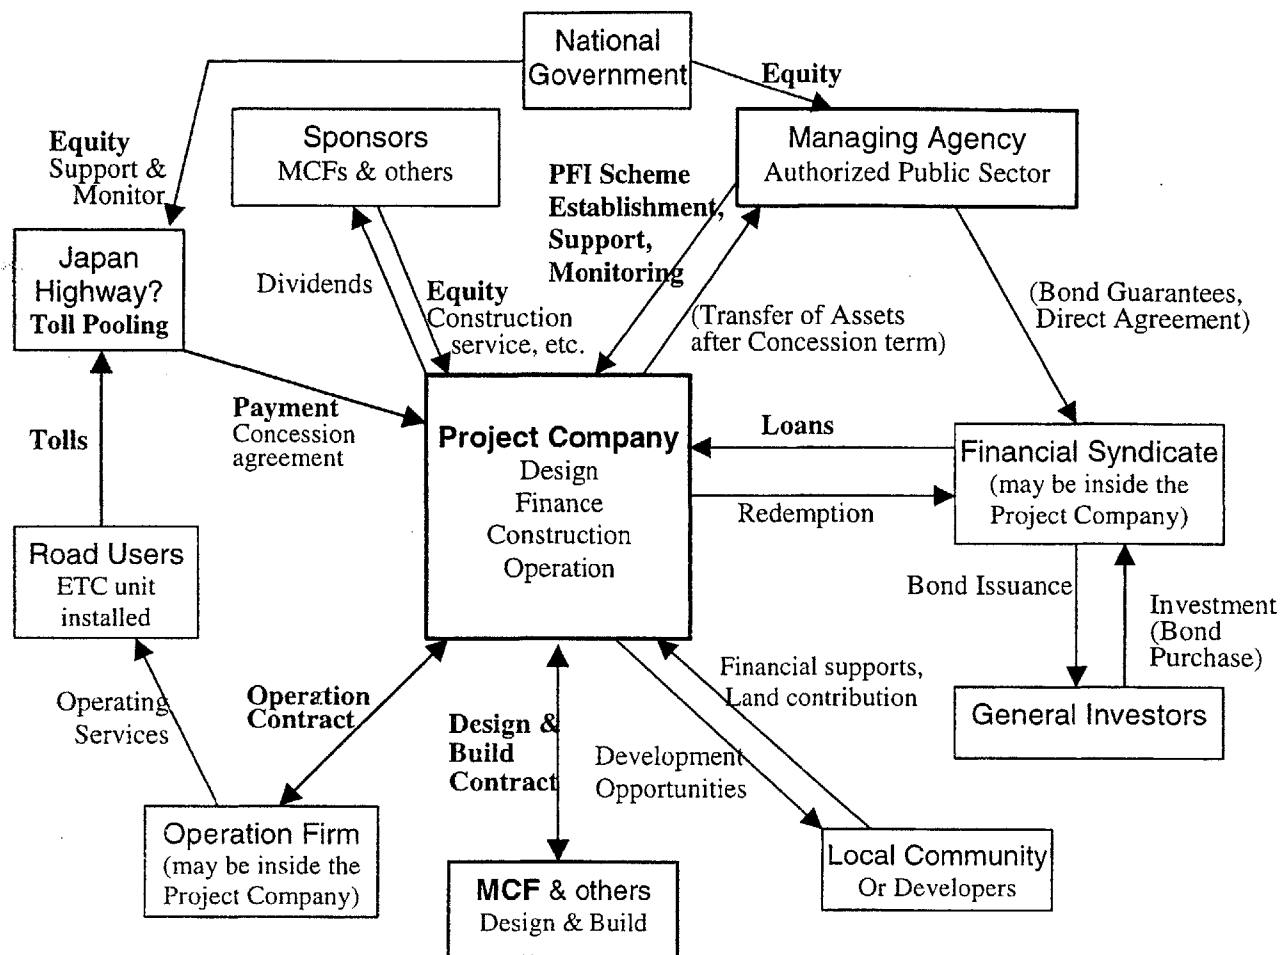 National
Government
Equity
Sponsors
MCFs & others
Managing Agency
Authorized Public Sector
Equity
Support &
Monitor
PFI Scheme
Establishment,
Support,
Monitoring
Japan
Highway?
Toll Pooling
Dividends
Equity
Construction
service, etc.
(Transfer of Assets
after Concession term)
(Bond Guarantees,
Direct Agreement)
Payment
Concession
agreement
Tolls
Project Company
Design
Finance
Construction
Operation
Loans
Redemption
Financial Syndicate
(may be inside the
Project Company)
Road Users
ETC unit
installed
Bond Issuance
Investment
(Bond
Purchase)
Operating
Services
Operation
Contract
Design &
Build
Contract
Financial supports,
Land contribution
Development
Opportunities
General Investors
Operation Firm
(may be inside the
Project Company)
MCF & others
Design & Build
Local Community
Or Developers